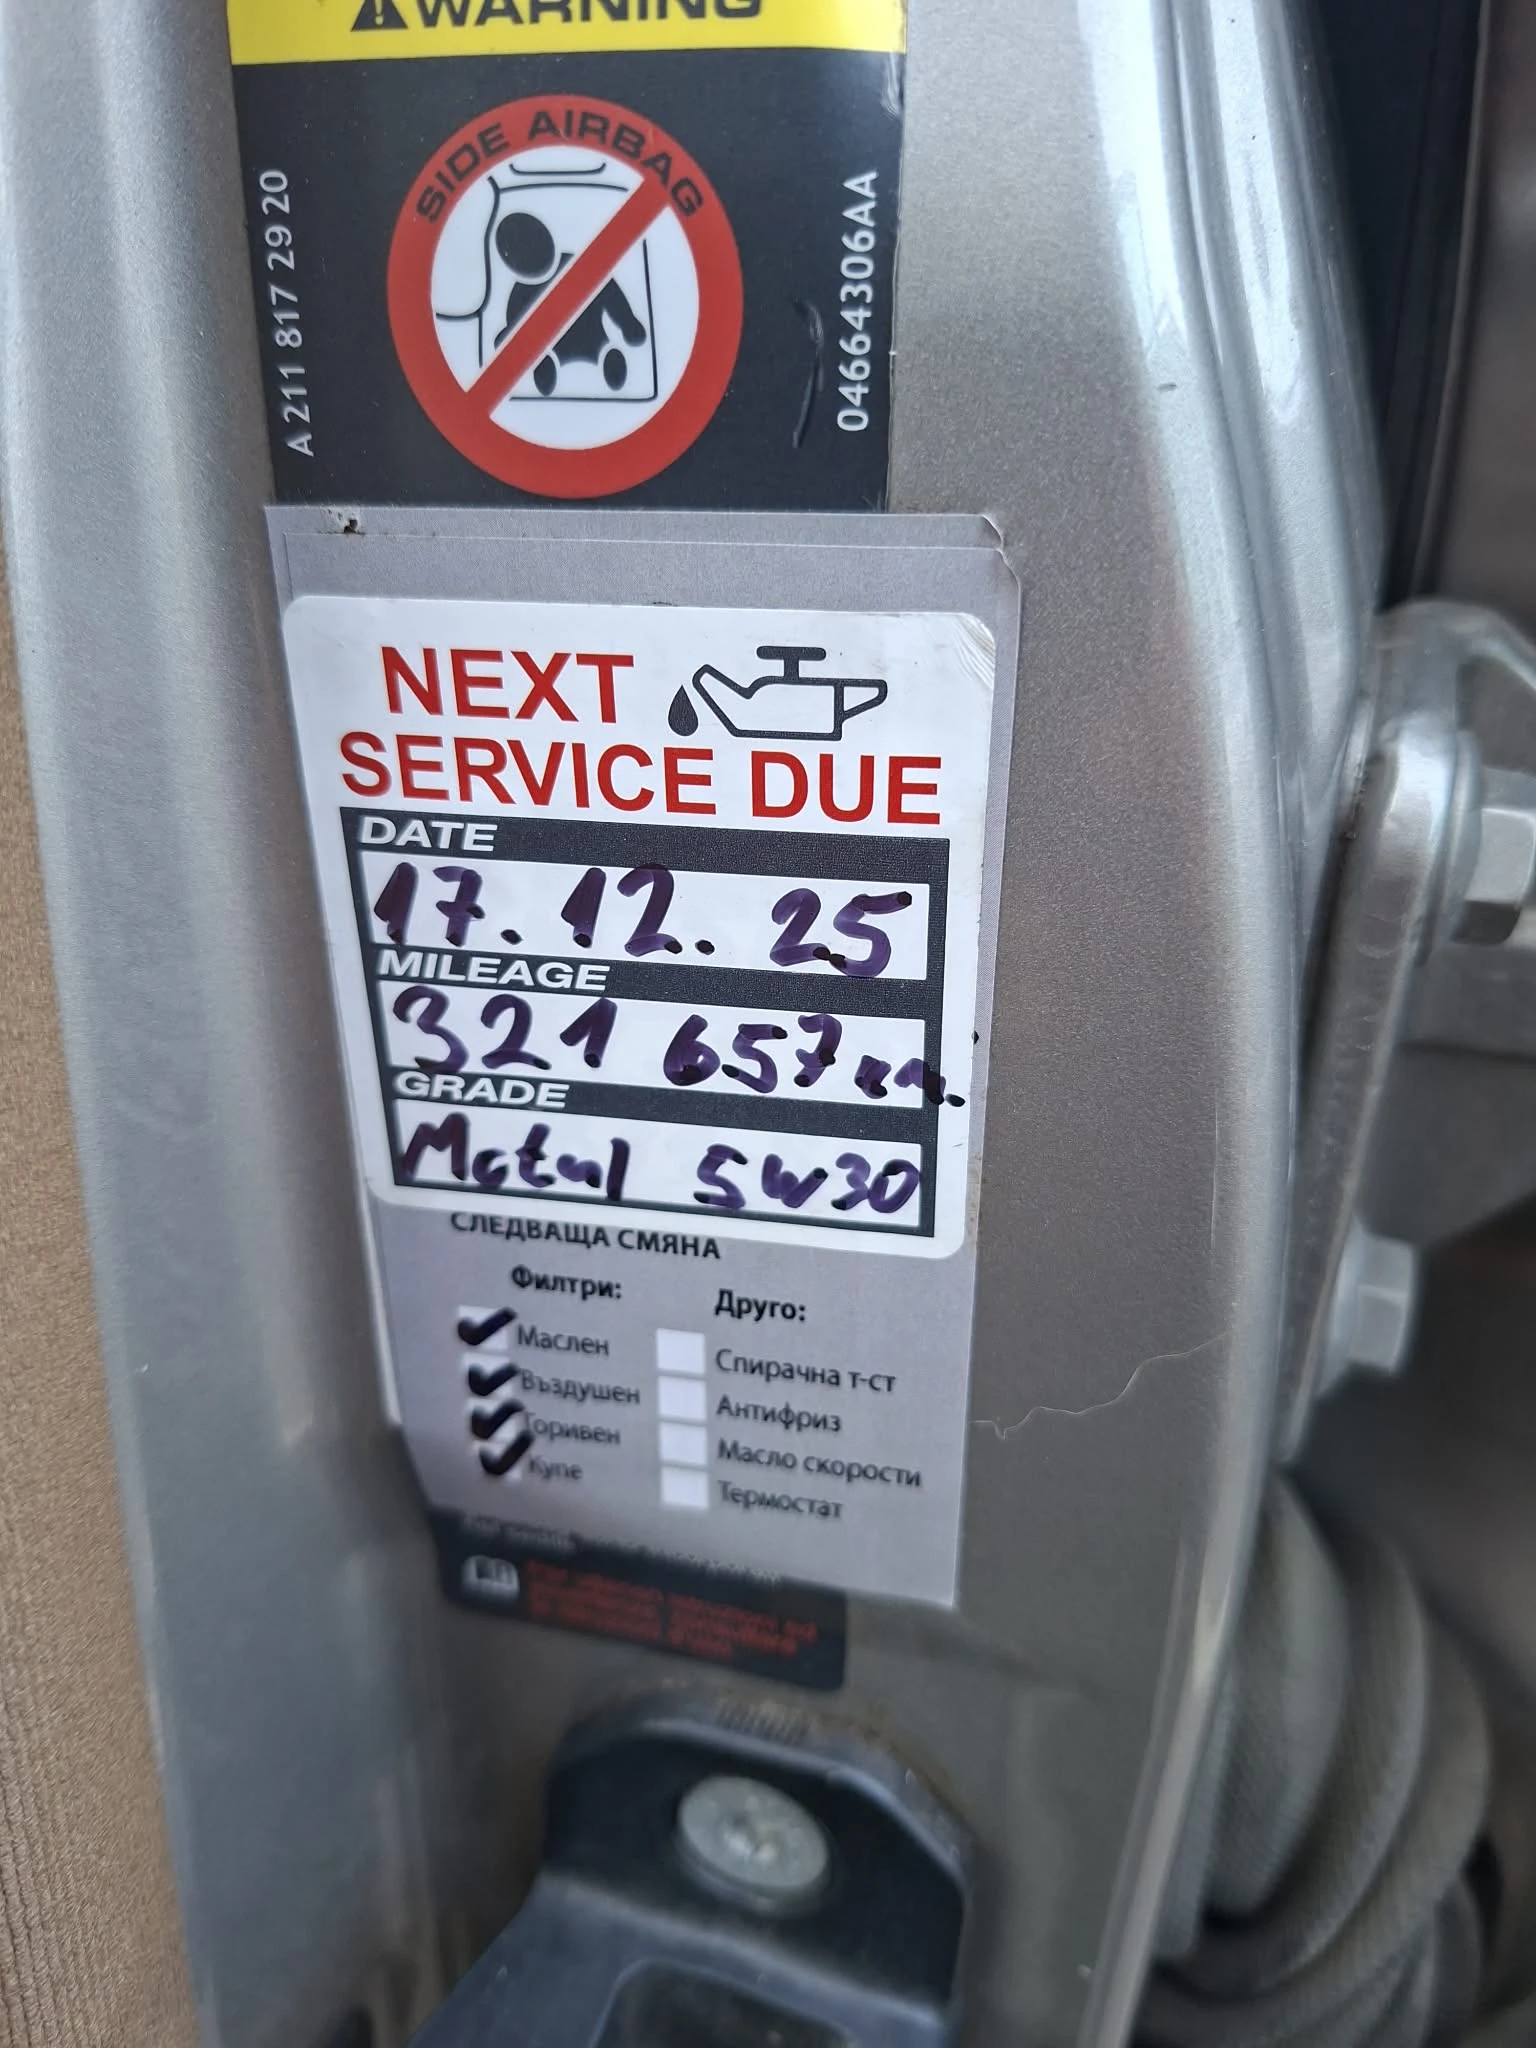 WARNING
SIDE AIRBAG
A 211 817 29 20
04664306AA
NEXT
SERVICE DUE
DATE
17.12.25
MILEAGE
321 657 км.
GRADE
Motul 5W30
СЛЕДВАЩА СМЯНА
Филтри:
Маслен
Въздушен
Горивен
Купе
Друго:
Спирачна т-ст
Антифриз
Масло скорости
Термостат